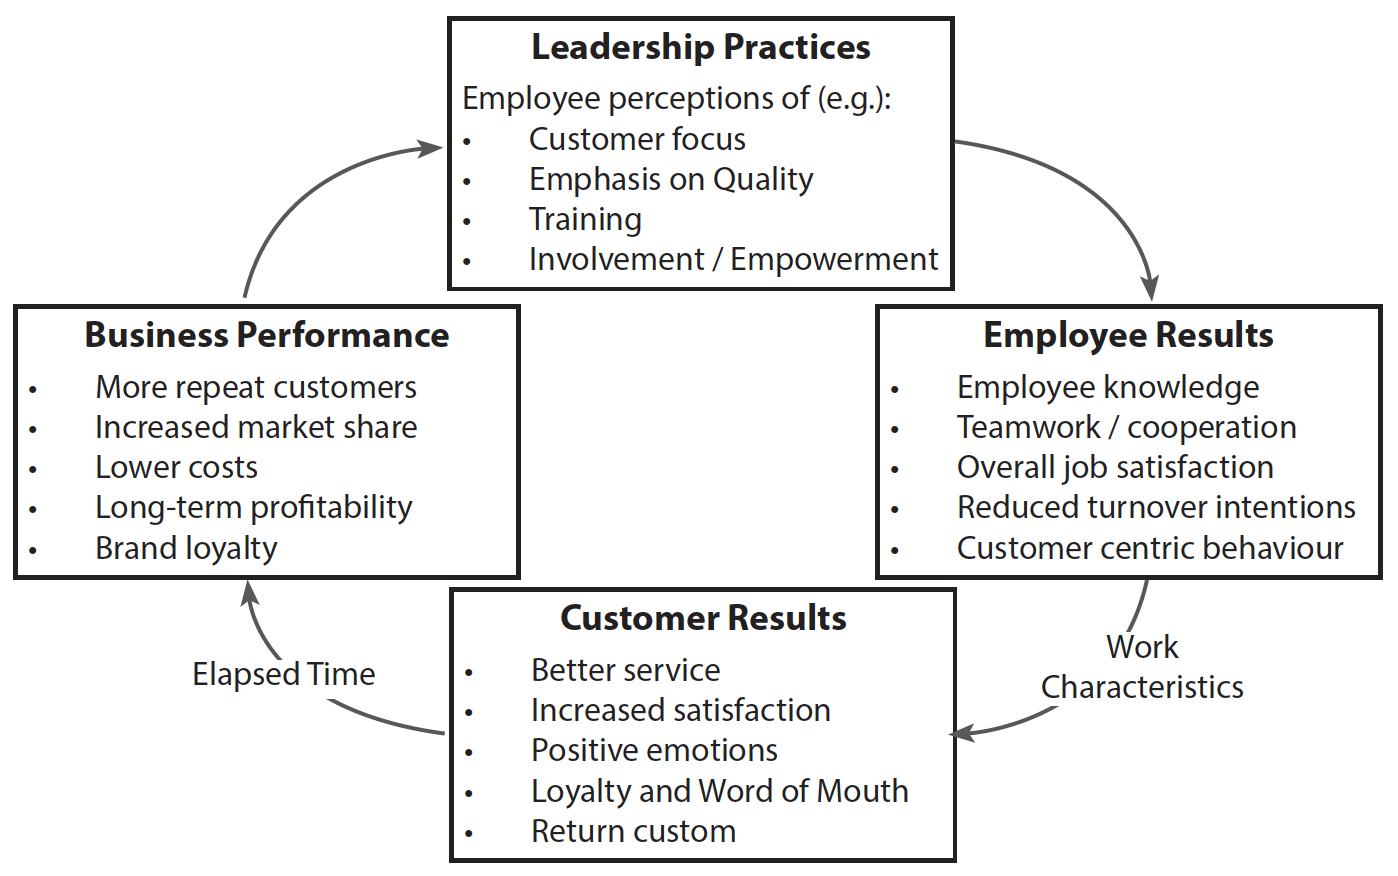 Leadership Practices
Employee perceptions of (e.g.):
• Customer focus
• Emphasis on Quality
• Training
• Involvement / Empowerment
Business Performance
• More repeat customers
• Increased market share
• Lower costs
• Long-term profitability
• Brand loyalty
Employee Results
• Employee knowledge
• Teamwork / cooperation
• Overall job satisfaction
• Reduced turnover intentions
• Customer centric behaviour
Elapsed Time
Customer Results
• Better service
• Increased satisfaction
• Positive emotions
• Loyalty and Word of Mouth
• Return custom
Work
Characteristics